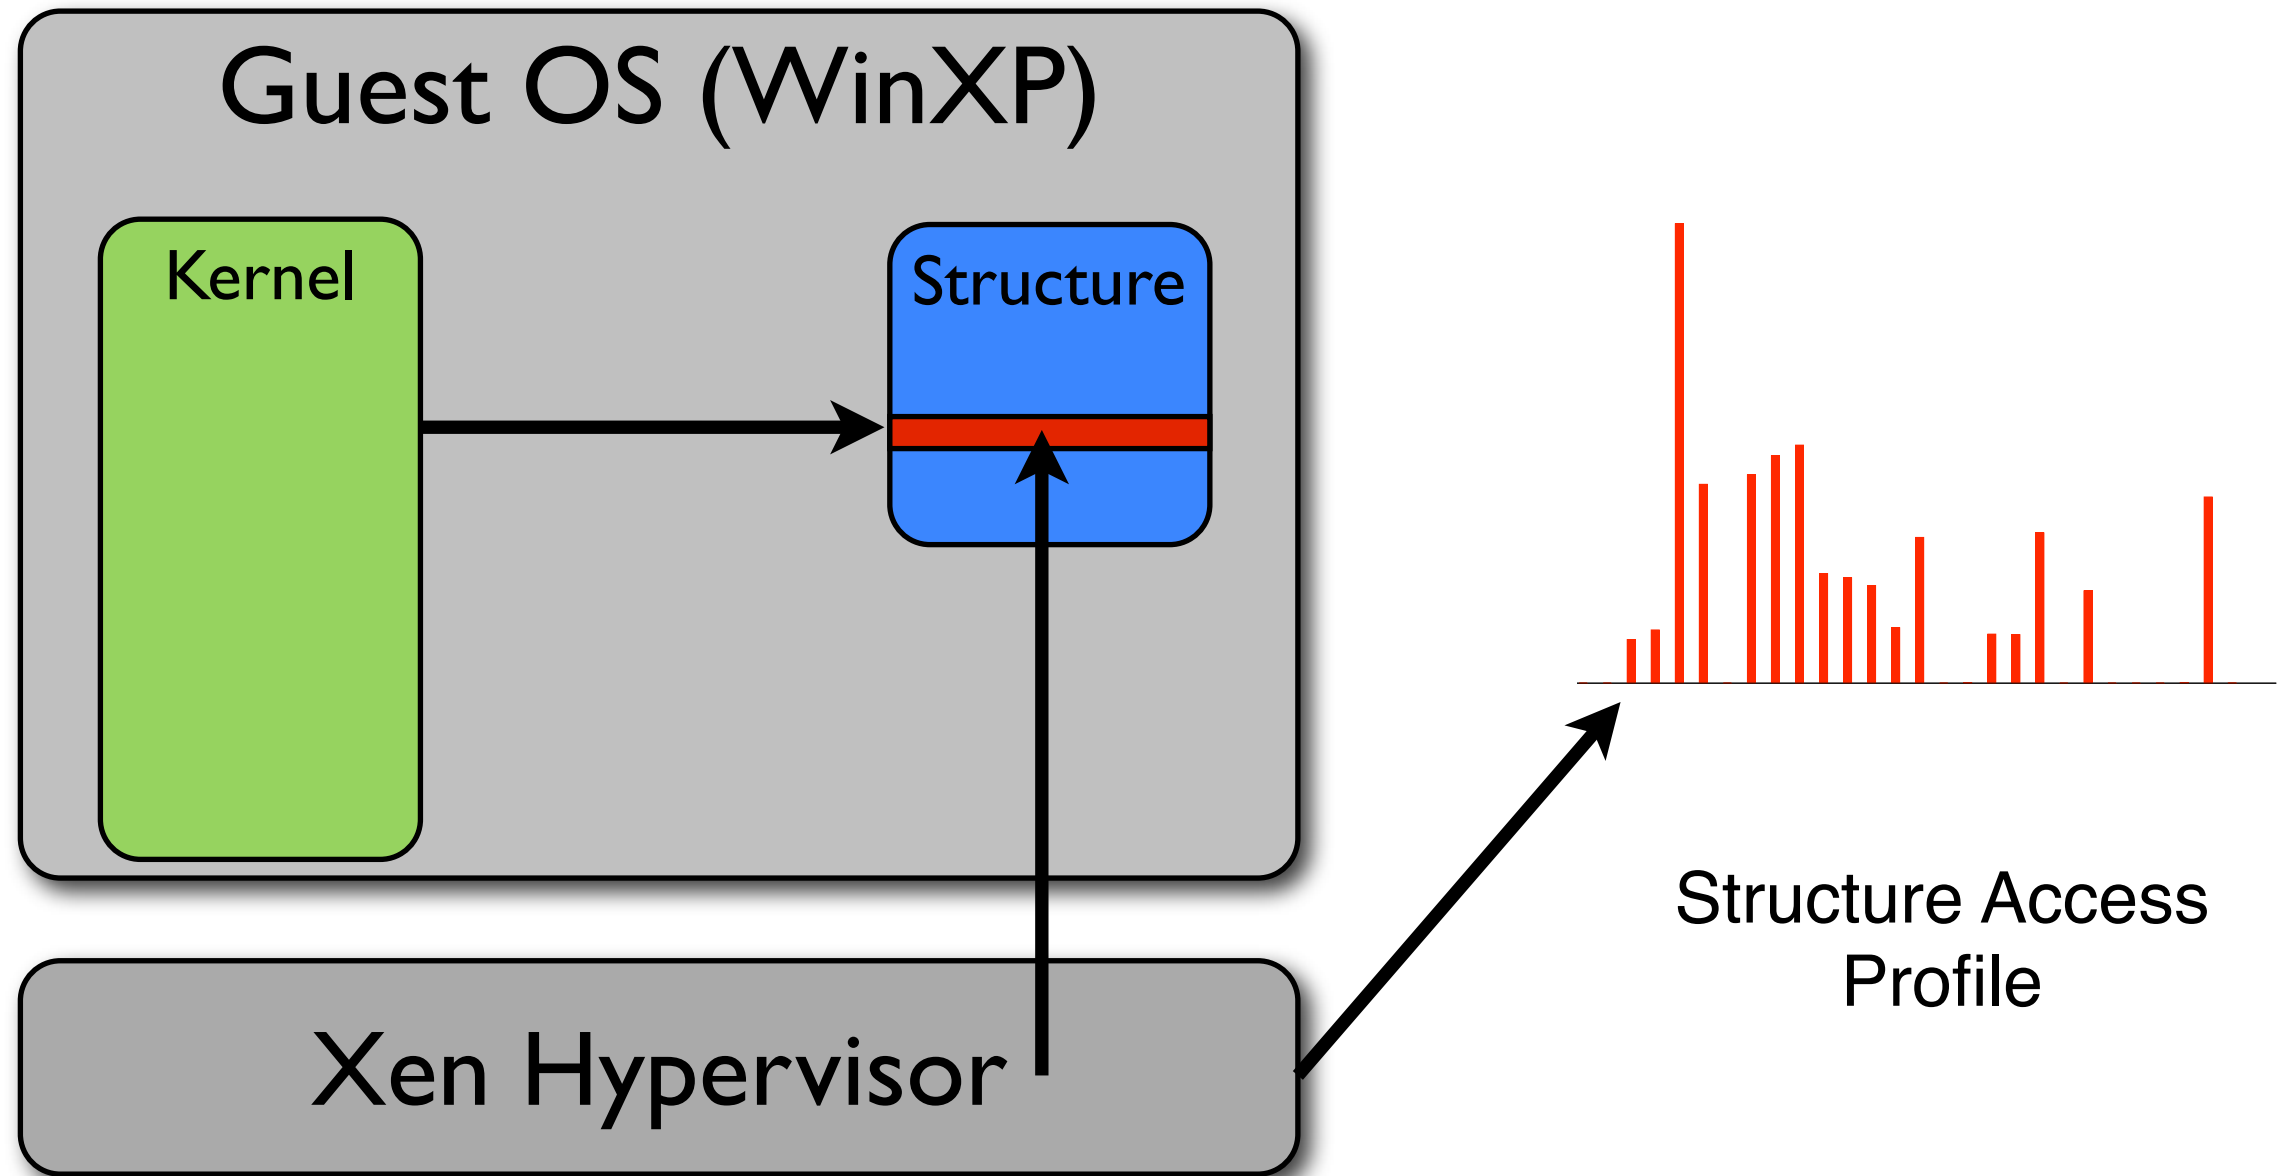 Guest OS (WinXP)
Kernel
Structure
Structure Access
Profile
Xen Hypervisor